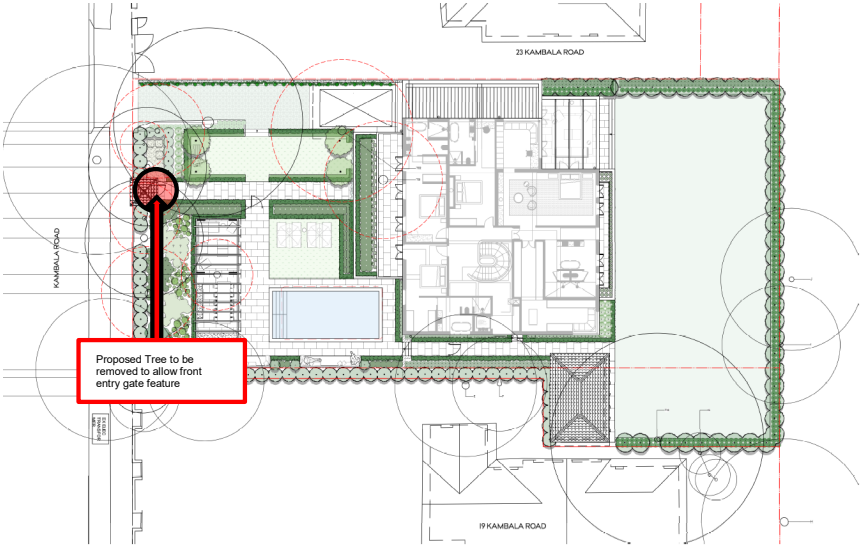 23 KAMBALA ROAD
KAMBALA ROAD
Proposed Tree to be
removed to allow front
entry gate feature
19 KAMBALA ROAD